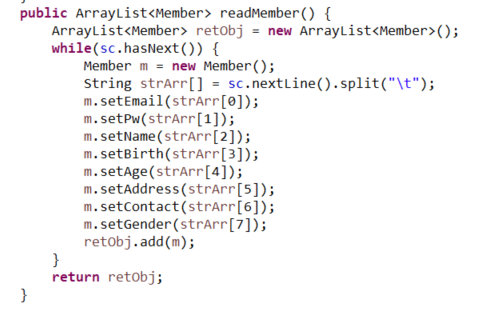 public ArrayList<Member> readMember() {
    ArrayList<Member> retObj = new ArrayList<Member>();
    while(sc.hasNext()) {
        Member m = new Member();
        String strArr[] = sc.nextLine().split("\t");
        m.setEmail(strArr[0]);
        m.setPw(strArr[1]);
        m.setName(strArr[2]);
        m.setBirth(strArr[3]);
        m.setAge(strArr[4]);
        m.setAddress(strArr[5]);
        m.setContact(strArr[6]);
        m.setGender(strArr[7]);
        retObj.add(m);
    }
    return retObj;
}